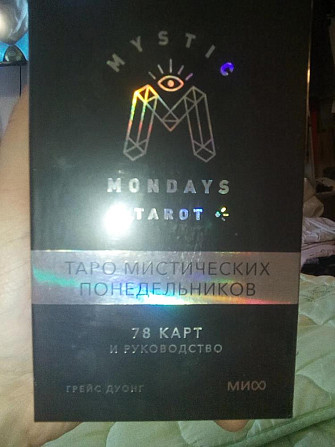 MYSTIC
M
MONDAYS
TAROT
ТАРО МИСТИЧЕСКИХ
ПОНЕДЕЛЬНИКОВ
78 КАРТ
И РУКОВОДСТВО
ГРЕЙС ДУОНГ
МИФ